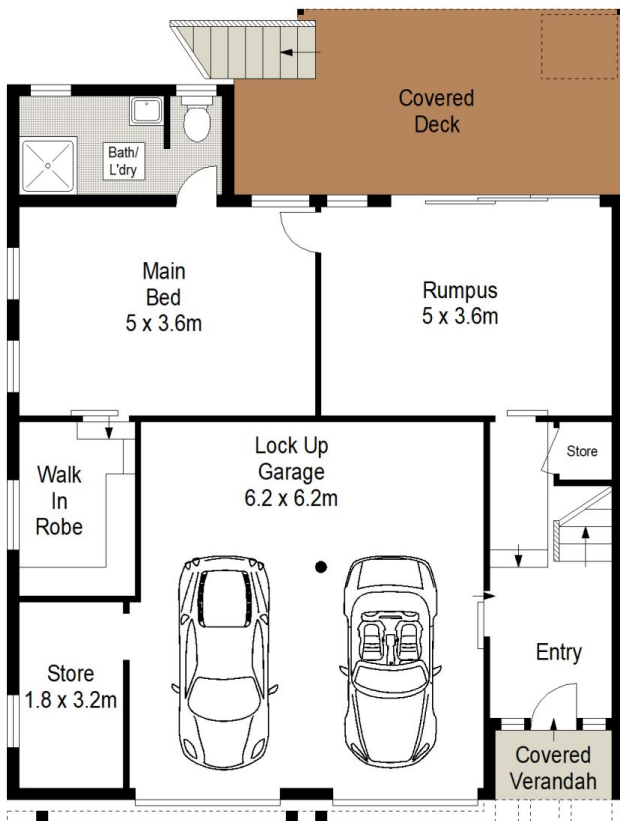 Covered
Deck
Bath/
L'dry
Main
Bed
5 x 3.6m
Rumpus
5 x 3.6m
Walk
In
Robe
Lock Up
Garage
6.2 x 6.2m
Store
Store
1.8 x 3.2m
Entry
Covered
Verandah